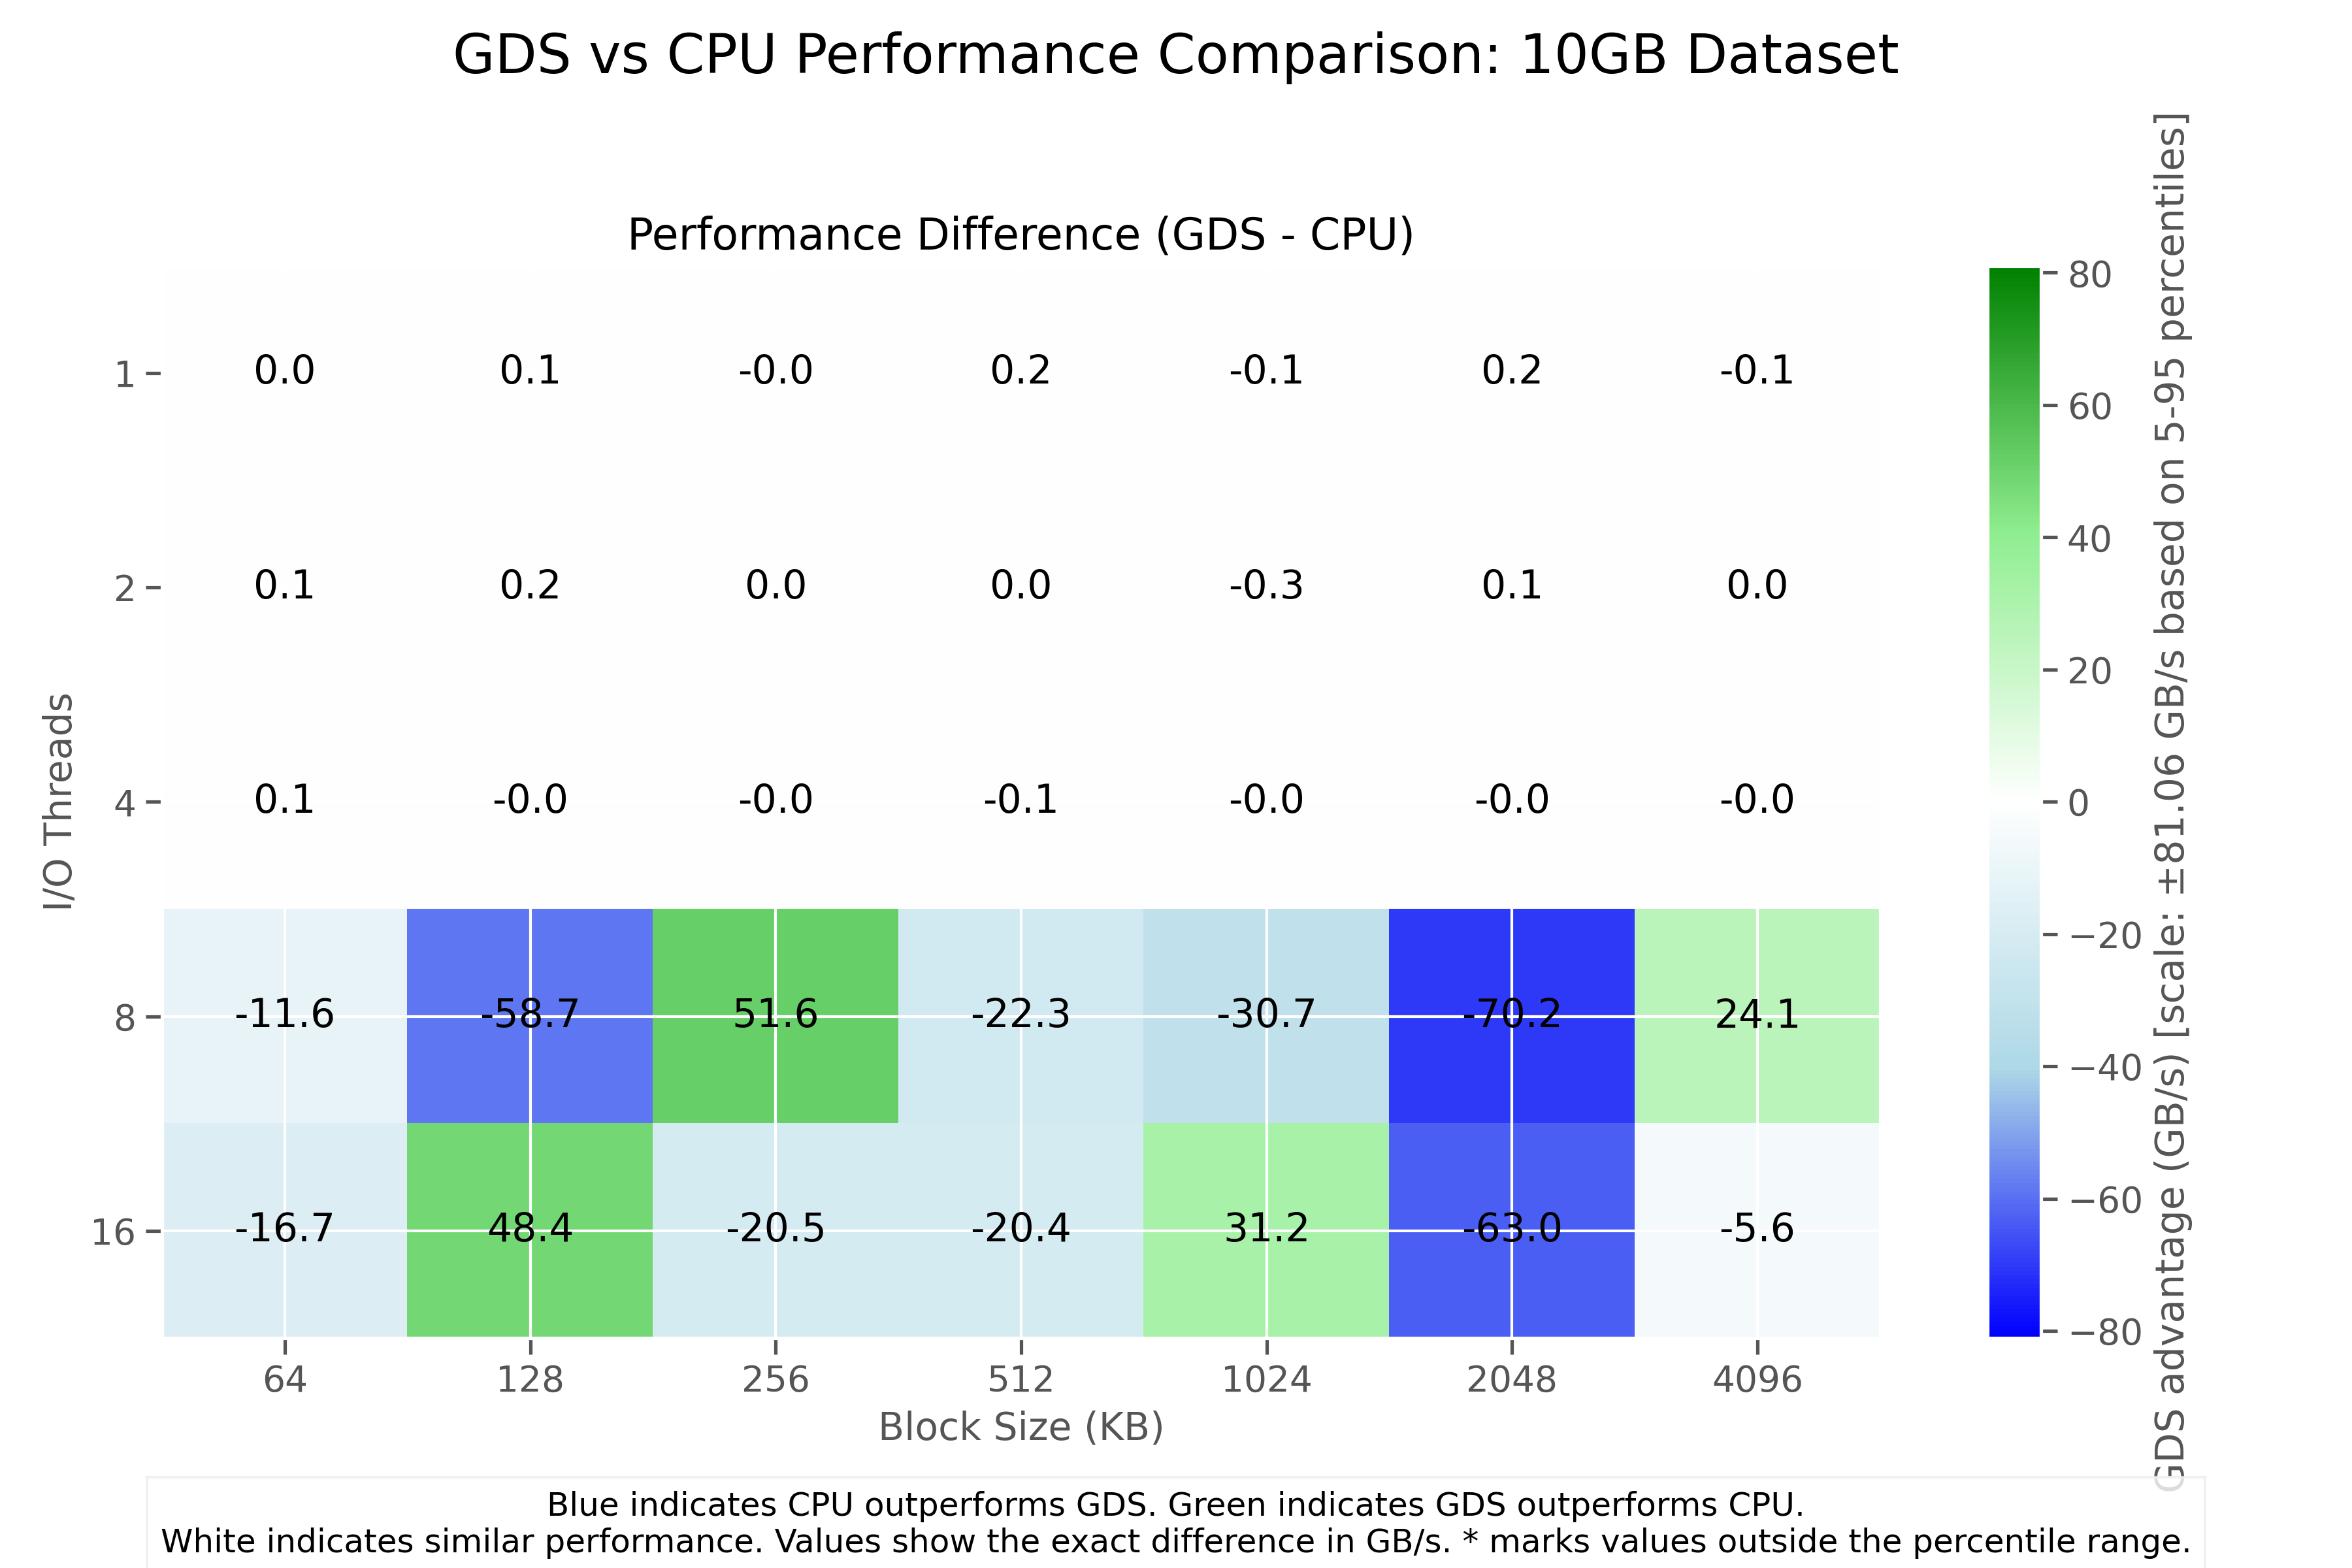 GDS vs CPU Performance Comparison: 10GB Dataset
Performance Difference (GDS - CPU)
I/O Threads
1 0.0 0.1 -0.0 0.2 -0.1 0.2 -0.1
2 0.1 0.2 0.0 0.0 -0.3 0.1 0.0
4 0.1 -0.0 -0.0 -0.1 -0.0 -0.0 -0.0
8 -11.6 -58.7 51.6 -22.3 -30.7 -70.2 24.1
16 -16.7 48.4 -20.5 -20.4 31.2 -63.0 -5.6
64 128 256 512 1024 2048 4096
Block Size (KB)
80
60
40
20
0
−20
−40
−60
−80
GDS advantage (GB/s) [scale: ±81.06 GB/s based on 5-95 percentiles]
Blue indicates CPU outperforms GDS. Green indicates GDS outperforms CPU.
White indicates similar performance. Values show the exact difference in GB/s. * marks values outside the percentile range.